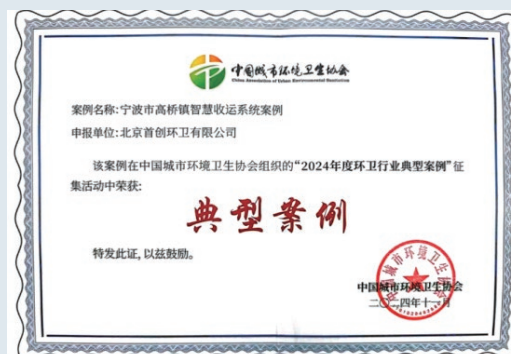 中国城市环境卫生协会
China Association of Urban Environmental Sanitation
案例名称:宁波市高桥镇智慧收运系统案例
申报单位:北京首创环卫有限公司
该案例在中国城市环境卫生协会组织的“2024年度环卫行业典型案例”征
集活动中荣获:
典型案例
特发此证,以兹鼓励。
中国城市环境卫生协会
二〇二四年十一月